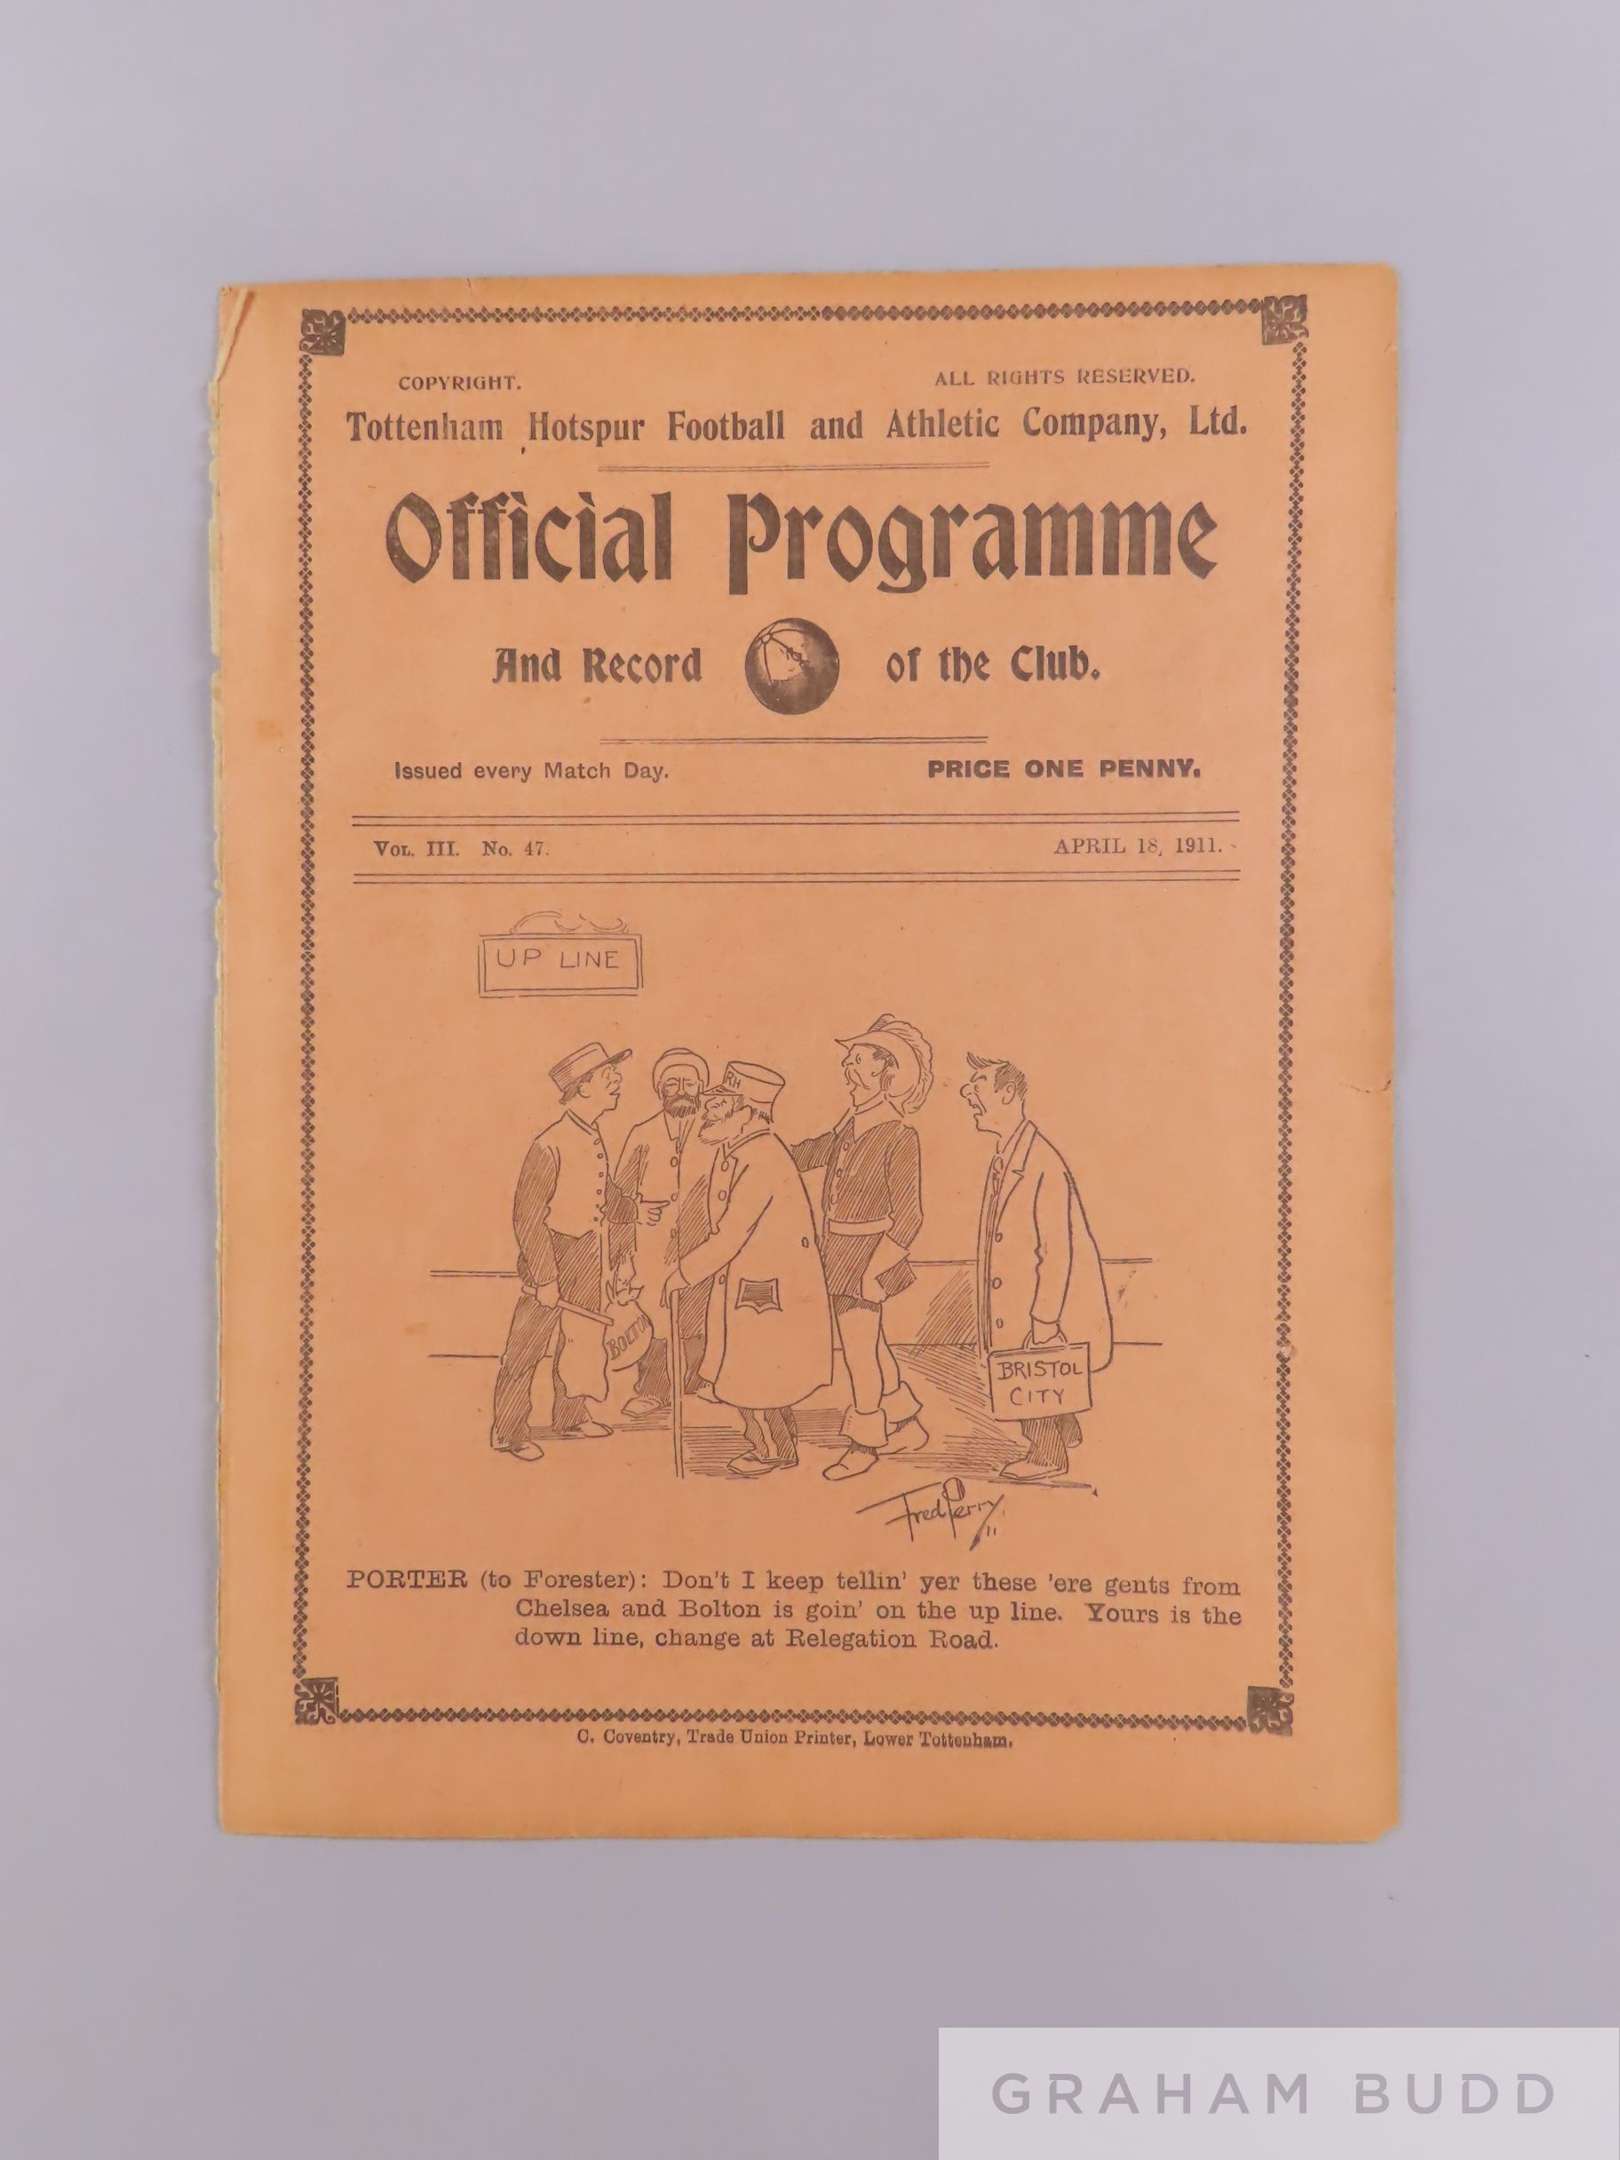 COPYRIGHT. ALL RIGHTS RESERVED.
Tottenham Hotspur Football and Athletic Company, Ltd.
Official Programme
And Record of the Club.
Issued every Match Day. PRICE ONE PENNY.
VOL. III. No. 47. APRIL 18, 1911.
UP LINE
RH
BOLTON
BRISTOL
CITY
Fred Perry
11
PORTER (to Forester): Don't I keep tellin' yer these 'ere gents from
Chelsea and Bolton is goin' on the up line. Yours is the
down line, change at Relegation Road.
C. Coventry, Trade Union Printer, Lower Tottenham.
GRAHAM BUDD